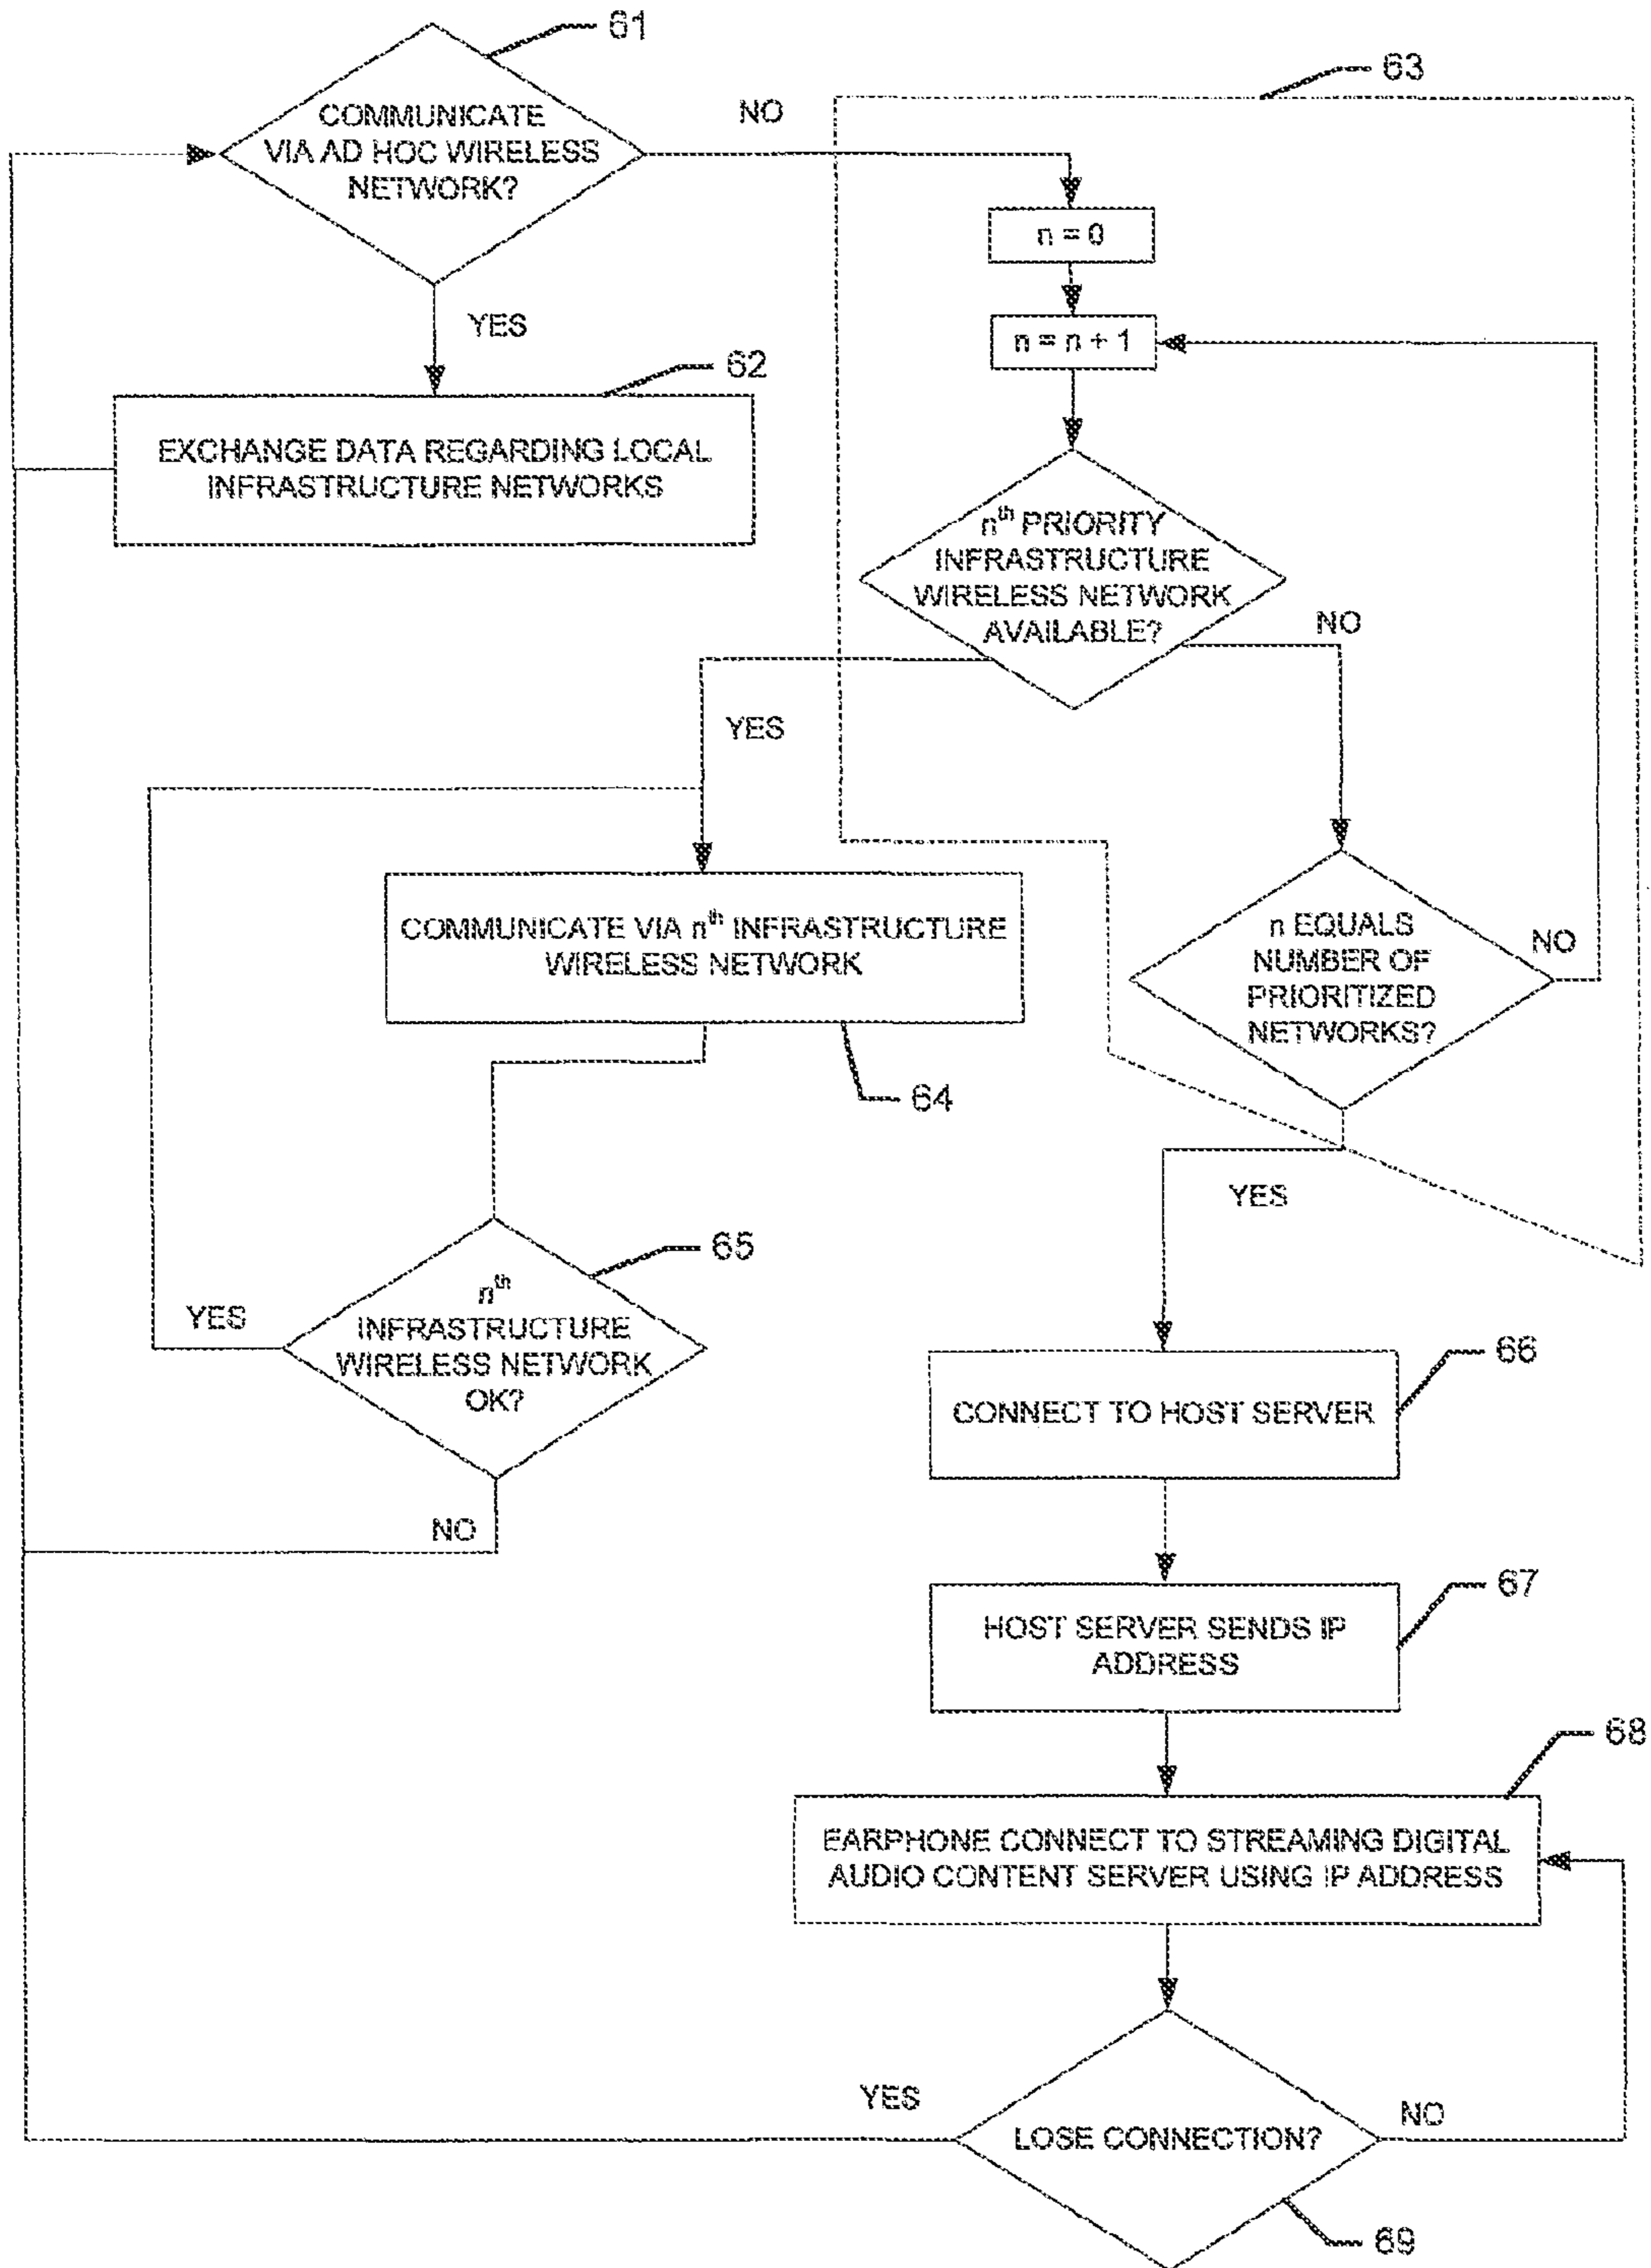 61
COMMUNICATE
VIA AD HOC WIRELESS
NETWORK?
NO
63
n = 0
n = n + 1
YES
62
EXCHANGE DATA REGARDING LOCAL
INFRASTRUCTURE NETWORKS
nth PRIORITY
INFRASTRUCTURE
WIRELESS NETWORK
AVAILABLE?
NO
YES
COMMUNICATE VIA nth INFRASTRUCTURE
WIRELESS NETWORK
64
n EQUALS
NUMBER OF
PRIORITIZED
NETWORKS?
NO
YES
65
nth
INFRASTRUCTURE
WIRELESS NETWORK
OK?
YES
NO
66
CONNECT TO HOST SERVER
67
HOST SERVER SENDS IP
ADDRESS
68
EARPHONE CONNECT TO STREAMING DIGITAL
AUDIO CONTENT SERVER USING IP ADDRESS
YES
LOSE CONNECTION?
NO
69